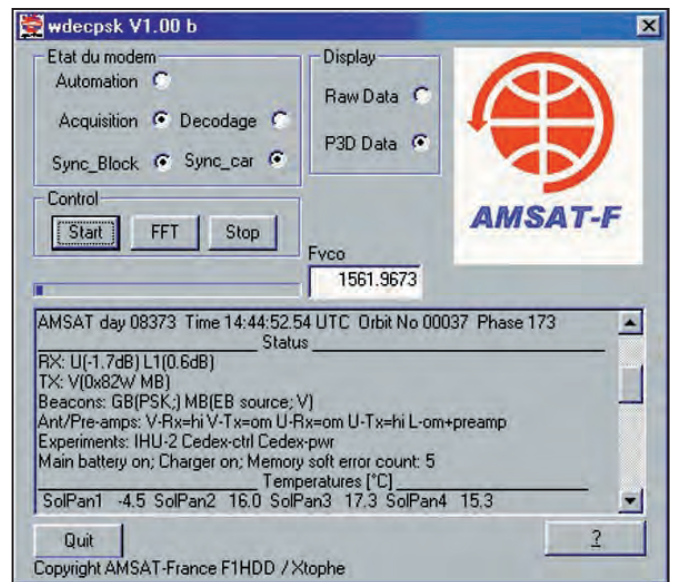 wdecpsk V1.00 b
Etat du modem
Automation
Acquisition Decodage
Sync_Block Sync_car
Display
Raw Data
P3D Data
AMSAT-F
Control
Start FFT Stop
Fvco
1561.9673
AMSAT day 08373 Time 14:44:52.54 UTC Orbit No 00037 Phase 173
Status
RX: U(-1.7dB) L1(0.6dB)
TX: V(0x82W MB)
Beacons: GB(PSK;) MB(EB source; V)
Ant/Pre-amps: V-Rx=hi V-Tx=om U-Rx=om U-Tx=hi L-om+preamp
Experiments: IHU-2 Cedex-ctrl Cedex-pwr
Main battery on; Charger on; Memory soft error count: 5
Temperatures [°C]
SolPan1 -4.5 SolPan2 16.0 SolPan3 17.3 SolPan4 15.3
Quit ?
Copyright AMSAT-France F1HDD / Xtophe